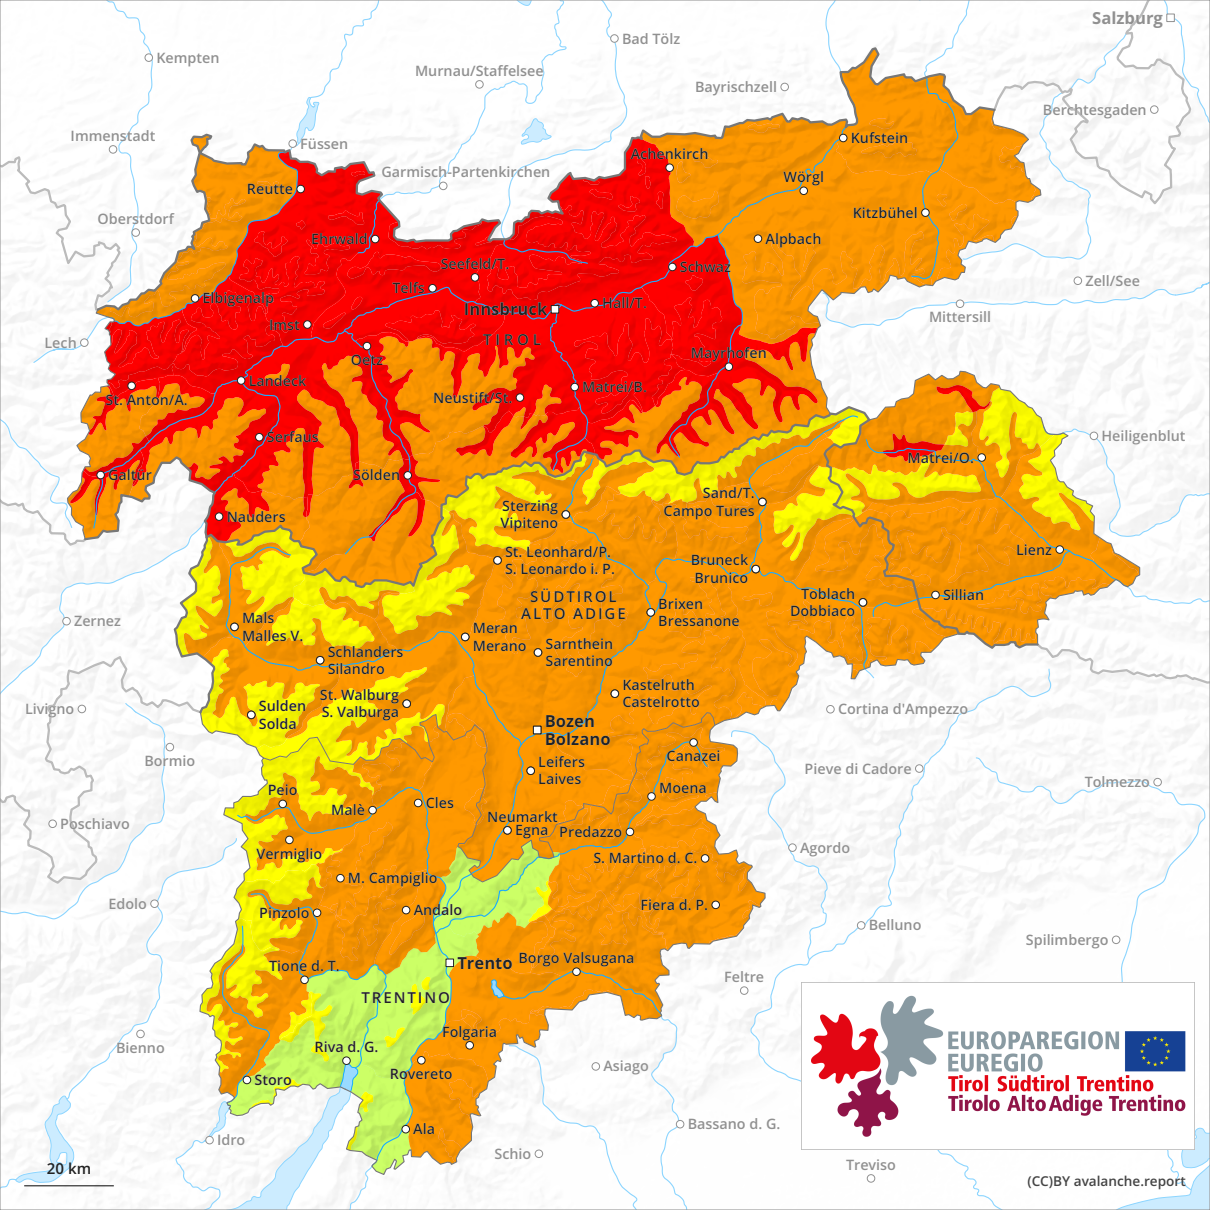 Salzburg
Bad Tölz
Kempten
Murnau/Staffelsee
Bayrischzell
Berchtesgaden
Immenstadt
Füssen
Kufstein
Achenkirch
Garmisch-Partenkirchen
Wörgl
Reutte
Kitzbühel
Oberstdorf
Ehrwald
Alpbach
Seefeld/T.
Schwaz
Zell/See
Telfs
Elbigenalp
Hall/T.
Innsbruck
Mittersill
Imst
TIROL
Lech
Mayrhofen
Oetz
Landeck
Matrei/B.
St. Anton/A.
Neustift/St.
Serfaus
Heiligenblut
Matrei/O.
Galtür
Sölden
Sand/T.
Campo Tures
Sterzing
Vipiteno
Nauders
St. Leonhard/P.
S. Leonardo i. P.
Lienz
Bruneck
Brunico
SÜDTIROL
ALTO ADIGE
Toblach
Dobbiaco
Sillian
Brixen
Bressanone
Zernez
Mals
Malles V.
Meran
Merano
Sarnthein
Sarentino
Schlanders
Silandro
Kastelruth
Castelrotto
St. Walburg
S. Valburga
Livigno
Sulden
Solda
Cortina d'Ampezzo
Bozen
Bolzano
Bormio
Canazei
Leifers
Laives
Pieve di Cadore
Tolmezzo
Peio
Moena
Malè
Cles
Neumarkt
Egna
Poschiavo
Predazzo
Vermiglio
Agordo
S. Martino d. C.
M. Campiglio
Edolo
Pinzolo
Andalo
Fiera d. P.
Belluno
Spilimbergo
Tione d. T.
Trento
Borgo Valsugana
Feltre
TRENTINO
Folgaria
Bienno
Riva d. G.
Rovereto
Asiago
Storo
EUROPAREGION
EUREGIO
Tirol Südtirol Trentino
Tirolo Alto Adige Trentino
Ala
Bassano d. G.
Idro
Schio
20 km
Treviso
(CC)BY avalanche.report